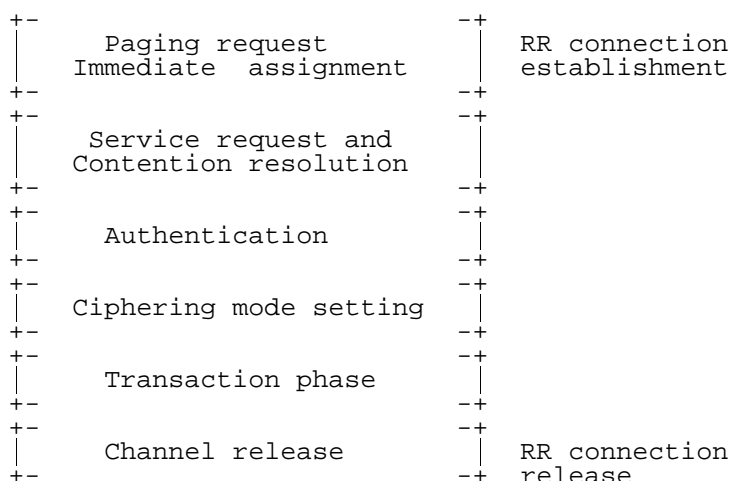 +- -+
| Paging request | RR connection
| Immediate assignment | establishment
+- -+
+- -+
| Service request and |
| Contention resolution |
+- -+
+- -+
| Authentication |
+- -+
+- -+
| Ciphering mode setting |
+- -+
+- -+
| Transaction phase |
+- -+
+- -+
| Channel release | RR connection
+- -+ release